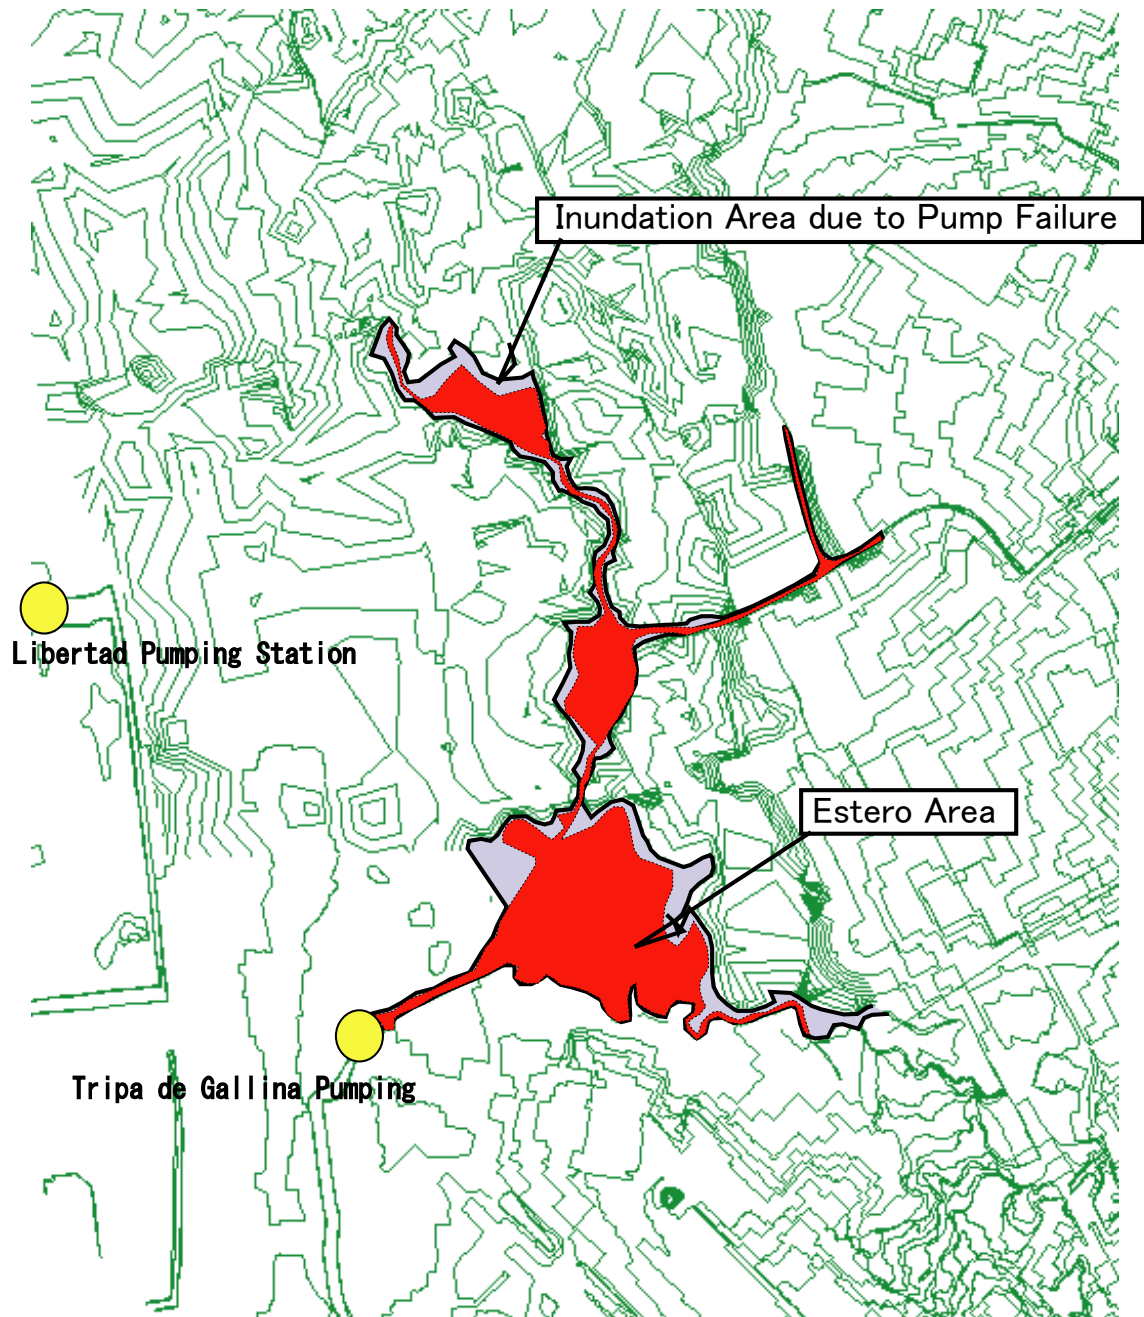 Inundation Area due to Pump Failure
Libertad Pumping Station
Estero Area
Tripa de Gallina Pumping